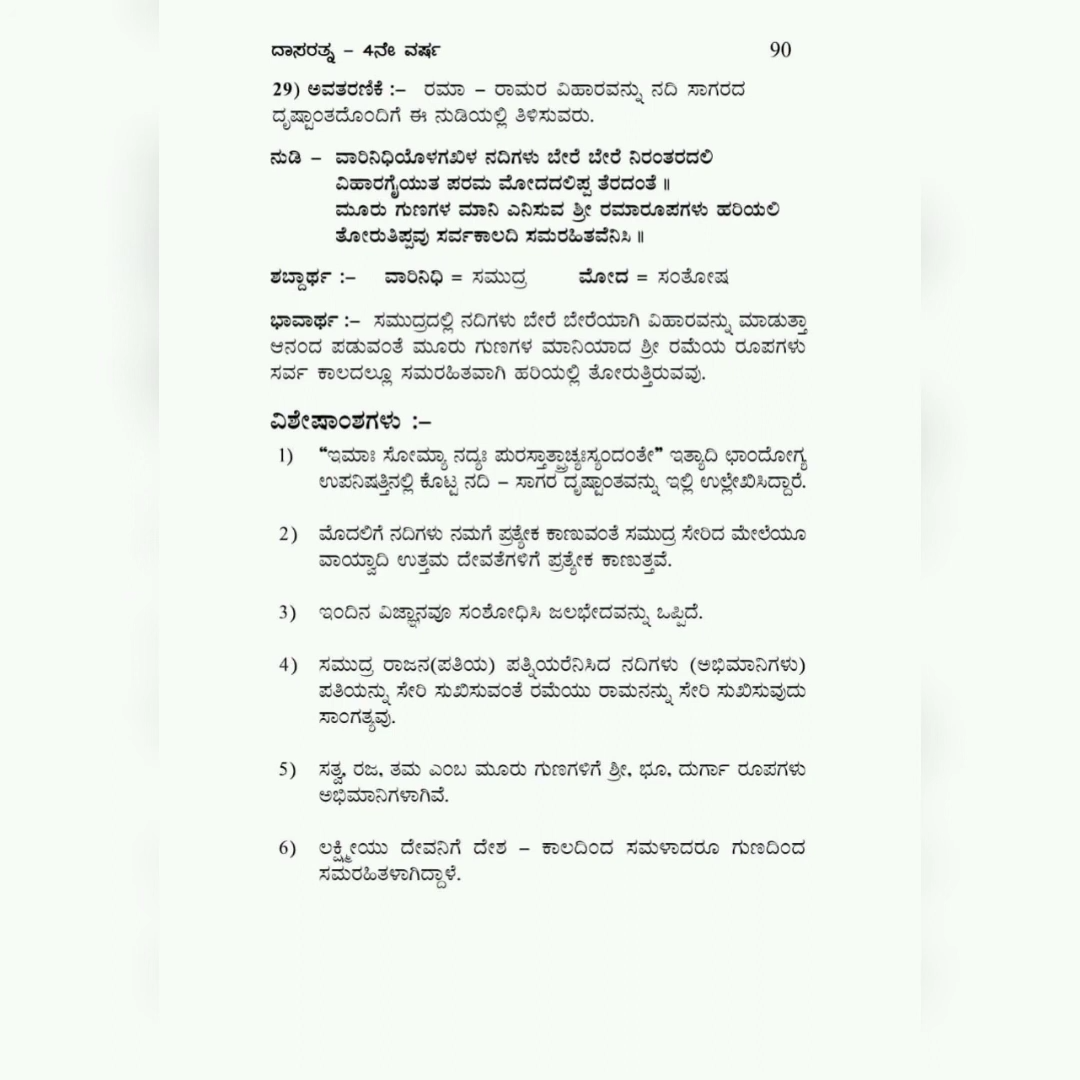 ದಾಸರತ್ನ – 4ನೇ ವರ್ಷ 90
29) ಅವತರಣಿಕೆ :– ರಮಾ – ರಾಮರ ವಿಹಾರವನ್ನು ನದಿ ಸಾಗರದ
ದೃಷ್ಟಾಂತದೊಂದಿಗೆ ಈ ನುಡಿಯಲ್ಲಿ ತಿಳಿಸುವರು.
ನುಡಿ – ವಾರಿನಿಧಿಯೊಳಗಖಿಳ ನದಿಗಳು ಬೇರೆ ಬೇರೆ ನಿರಂತರದಲಿ
ವಿಹಾರಗೈಯುತ ಪರಮ ಮೋದದಲಿಪ್ಪ ತೆರದಂತೆ ॥
ಮೂರು ಗುಣಗಳ ಮಾನಿ ಎನಿಸುವ ಶ್ರೀ ರಮಾರೂಪಗಳು ಹರಿಯಲಿ
ತೋರುತಿಪ್ಪವು ಸರ್ವಕಾಲದಿ ಸಮರಹಿತವೆನಿಸಿ ॥
ಶಬ್ದಾರ್ಥ :– ವಾರಿನಿಧಿ = ಸಮುದ್ರ ಮೋದ = ಸಂತೋಷ
ಭಾವಾರ್ಥ :– ಸಮುದ್ರದಲ್ಲಿ ನದಿಗಳು ಬೇರೆ ಬೇರೆಯಾಗಿ ವಿಹಾರವನ್ನು ಮಾಡುತ್ತಾ
ಆನಂದ ಪಡುವಂತೆ ಮೂರು ಗುಣಗಳ ಮಾನಿಯಾದ ಶ್ರೀ ರಮೆಯ ರೂಪಗಳು
ಸರ್ವ ಕಾಲದಲ್ಲೂ ಸಮರಹಿತವಾಗಿ ಹರಿಯಲ್ಲಿ ತೋರುತ್ತಿರುವವು.
ವಿಶೇಷಾಂಶಗಳು :–
1) “ಇಮಾಃ ಸೋಮ್ಯಾ ನದ್ಯಃ ಪುರಸ್ತಾತ್ಪ್ರಾಚ್ಯಃಸ್ಯಂದಂತೇ” ಇತ್ಯಾದಿ ಛಾಂದೋಗ್ಯ
ಉಪನಿಷತ್ತಿನಲ್ಲಿ ಕೊಟ್ಟ ನದಿ – ಸಾಗರ ದೃಷ್ಟಾಂತವನ್ನು ಇಲ್ಲಿ ಉಲ್ಲೇಖಿಸಿದ್ದಾರೆ.
2) ಮೊದಲಿಗೆ ನದಿಗಳು ನಮಗೆ ಪ್ರತ್ಯೇಕ ಕಾಣುವಂತೆ ಸಮುದ್ರ ಸೇರಿದ ಮೇಲೆಯೂ
ವಾಯ್ವಾದಿ ಉತ್ತಮ ದೇವತೆಗಳಿಗೆ ಪ್ರತ್ಯೇಕ ಕಾಣುತ್ತವೆ.
3) ಇಂದಿನ ವಿಜ್ಞಾನವೂ ಸಂಶೋಧಿಸಿ ಜಲಭೇದವನ್ನು ಒಪ್ಪಿದೆ.
4) ಸಮುದ್ರ ರಾಜನ(ಪತಿಯ) ಪತ್ನಿಯರೆನಿಸಿದ ನದಿಗಳು (ಅಭಿಮಾನಿಗಳು)
ಪತಿಯನ್ನು ಸೇರಿ ಸುಖಿಸುವಂತೆ ರಮೆಯು ರಾಮನನ್ನು ಸೇರಿ ಸುಖಿಸುವುದು
ಸಾಂಗತ್ಯವು.
5) ಸತ್ವ, ರಜ, ತಮ ಎಂಬ ಮೂರು ಗುಣಗಳಿಗೆ ಶ್ರೀ, ಭೂ, ದುರ್ಗಾ ರೂಪಗಳು
ಅಭಿಮಾನಿಗಳಾಗಿವೆ.
6) ಲಕ್ಷ್ಮೀಯು ದೇವನಿಗೆ ದೇಶ – ಕಾಲದಿಂದ ಸಮಳಾದರೂ ಗುಣದಿಂದ
ಸಮರಹಿತಳಾಗಿದ್ದಾಳೆ.